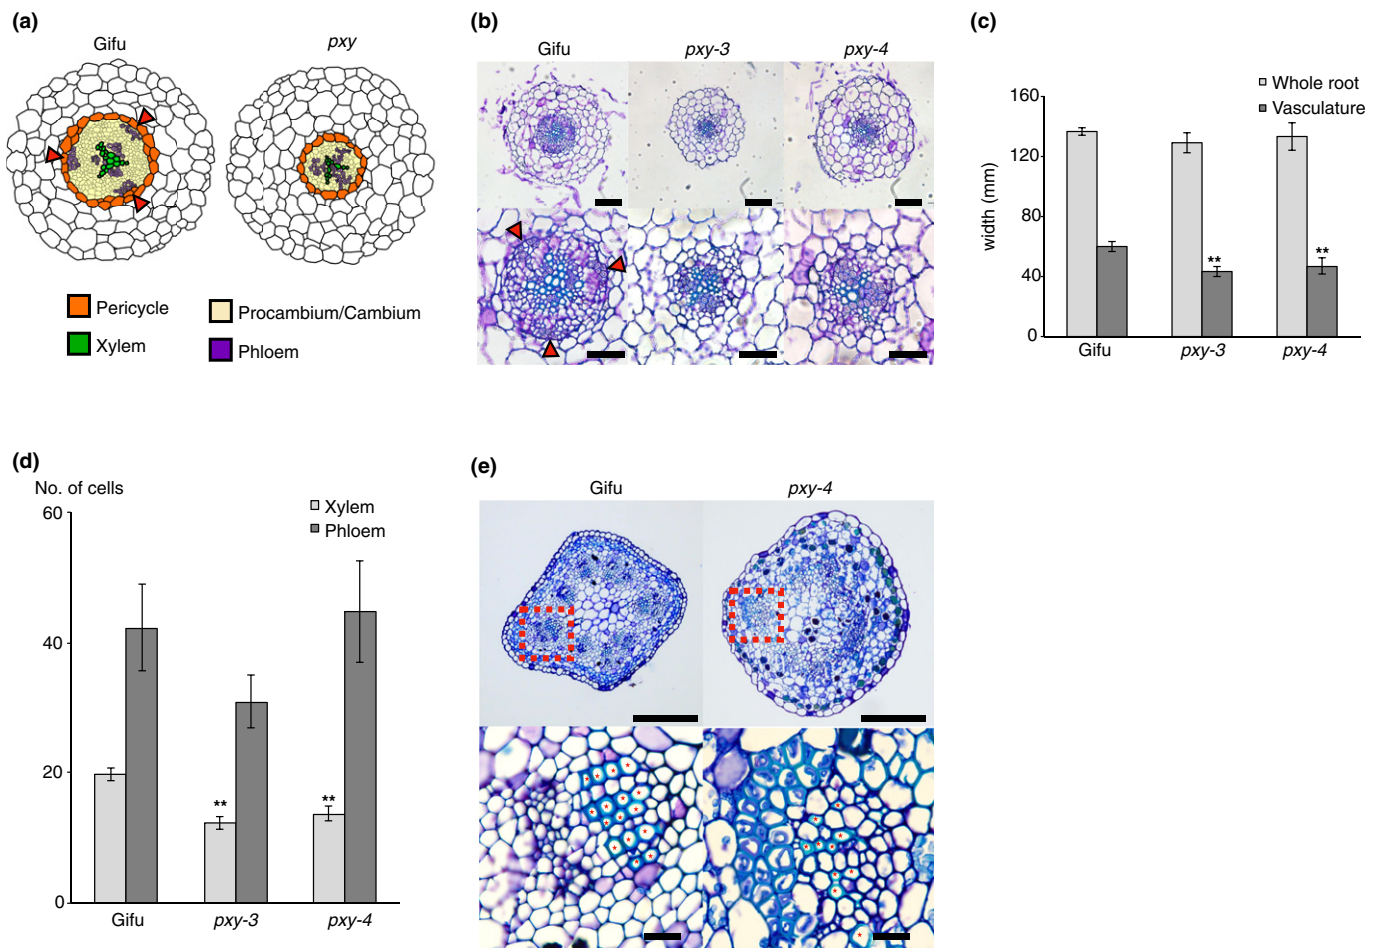 (a)
Gifu
pxy
Pericycle
Procambium/Cambium
Xylem
Phloem
(b)
Gifu
pxy-3
pxy-4
(c)
Whole root
Vasculature
160
120
80
40
0
width (mm)
**
**
Gifu
pxy-3
pxy-4
(d)
No. of cells
Xylem
Phloem
60
40
20
0
**
**
Gifu
pxy-3
pxy-4
(e)
Gifu
pxy-4